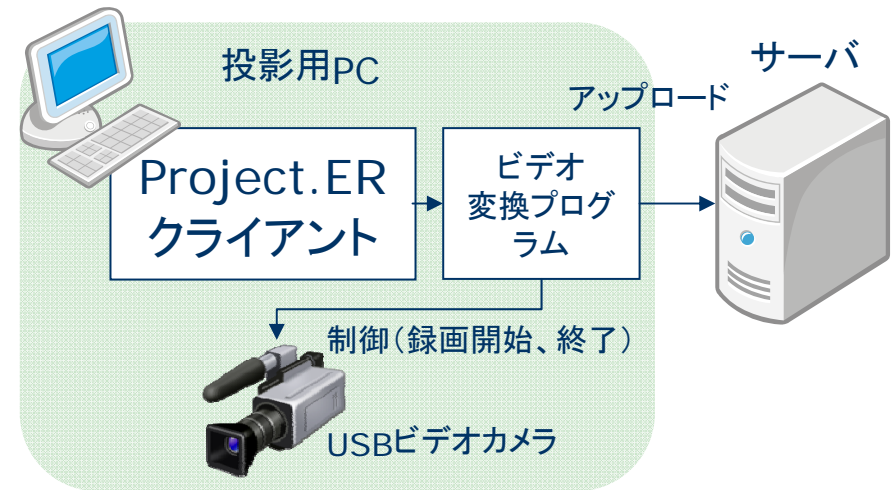 投影用PC
サーバ
アップロード
Project.ER
クライアント
ビデオ
変換プログ
ラム
制御(録画開始、終了)
USBビデオカメラ